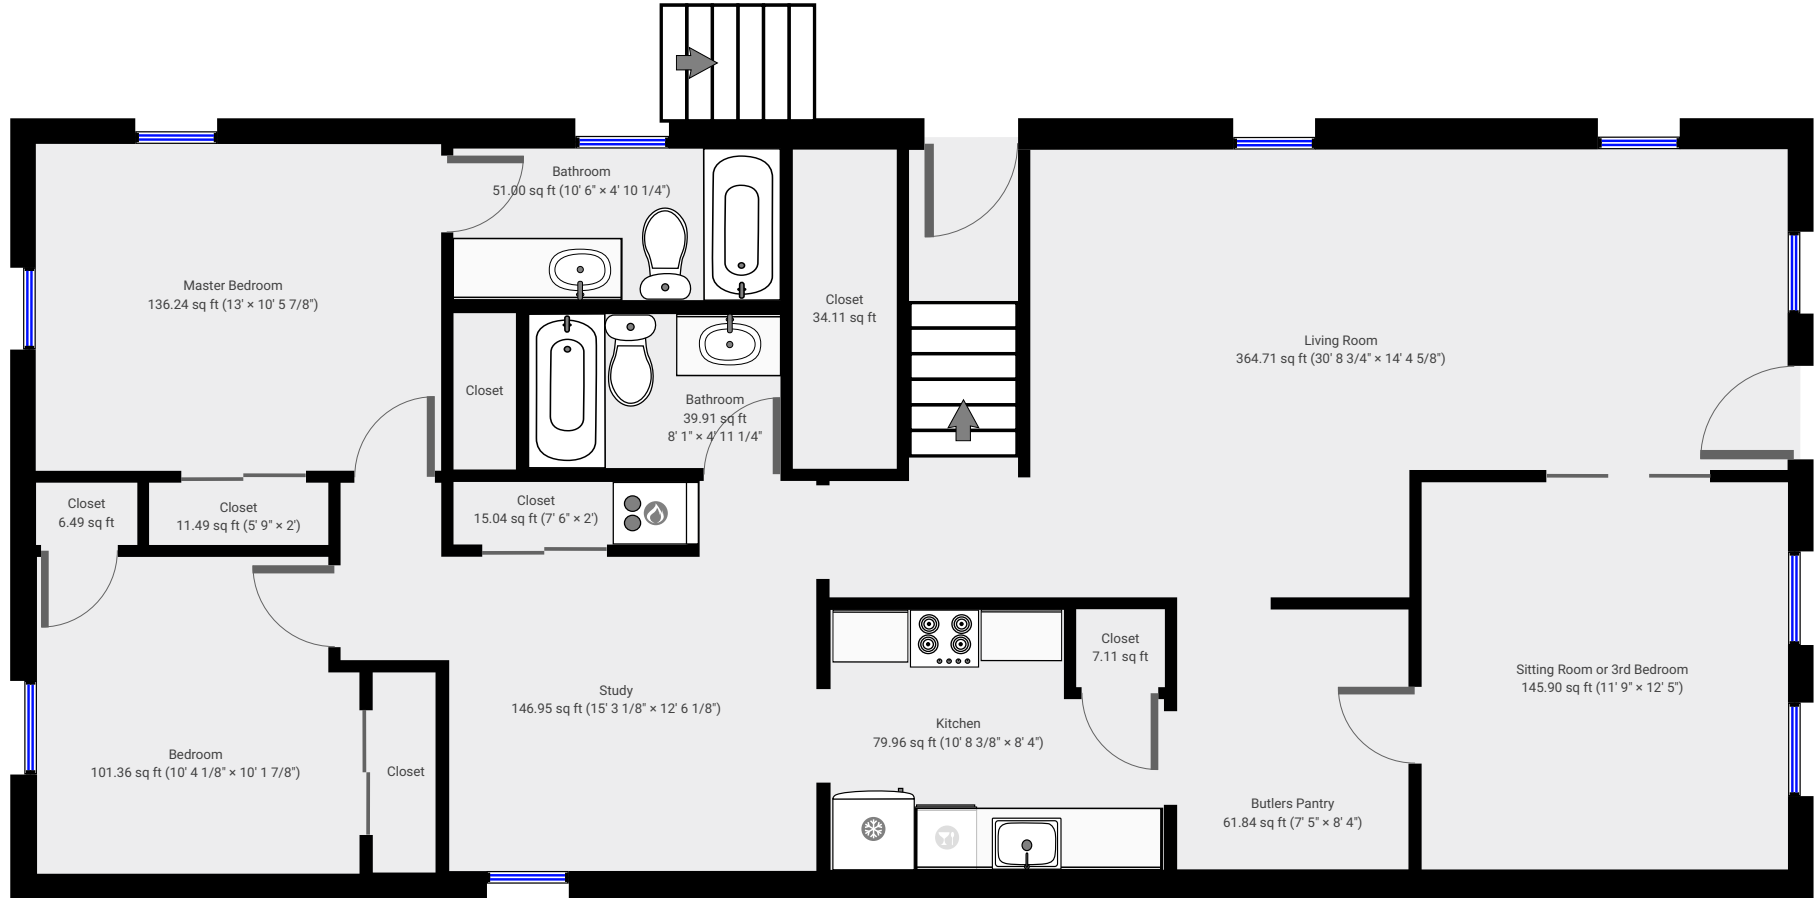 Bathroom
51.00 sq ft (10' 6" × 4' 10 1/4")
Master Bedroom
136.24 sq ft (13' × 10' 5 7/8")
Closet
34.11 sq ft
Living Room
364.71 sq ft (30' 8 3/4" × 14' 4 5/8")
Closet
Bathroom
39.91 sq ft
8' 1" × 4' 11 1/4"
Closet
6.49 sq ft
Closet
11.49 sq ft (5' 9" × 2')
Closet
15.04 sq ft (7' 6" × 2')
Closet
7.11 sq ft
Sitting Room or 3rd Bedroom
145.90 sq ft (11' 9" × 12' 5")
Study
146.95 sq ft (15' 3 1/8" × 12' 6 1/8")
Kitchen
79.96 sq ft (10' 8 3/8" × 8' 4")
Bedroom
101.36 sq ft (10' 4 1/8" × 10' 1 7/8")
Closet
Butlers Pantry
61.84 sq ft (7' 5" × 8' 4")